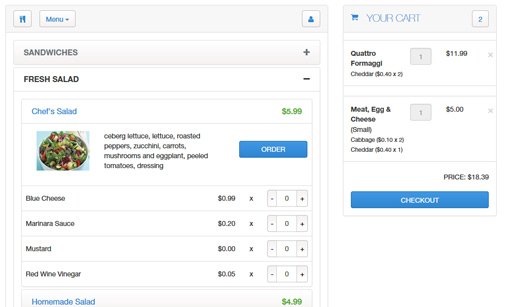 Menu
SANDWICHES +
FRESH SALAD −
Chef's Salad $5.99
ceberg lettuce, lettuce, roasted
peppers, zucchini, carrots,
mushrooms and eggplant, peeled
tomatoes, dressing
ORDER
Blue Cheese $0.99 x - 0 +
Marinara Sauce $0.20 x - 0 +
Mustard $0.00 x - 0 +
Red Wine Vinegar $0.05 x - 0 +
Homemade Salad $4.99
YOUR CART 2
Quattro 1 $11.99 ×
Formaggi
Cheddar ($0.40 x 2)
Meat, Egg & 1 $5.00 ×
Cheese
(Small)
Cabbage ($0.10 x 2)
Cheddar ($0.40 x 1)
PRICE: $18.39
CHECKOUT